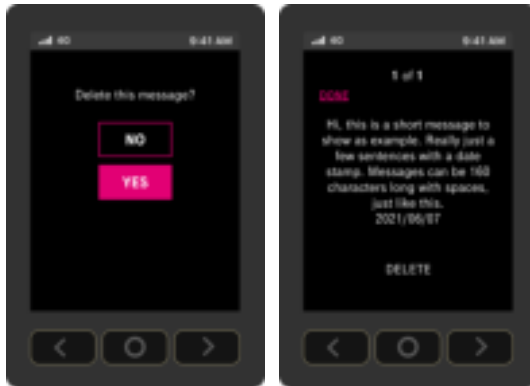 4G 9:41 AM
Delete this message?
NO
YES
4G 9:41 AM
1 of 1
DONE
Hi, this is a short message to
show as example. Really just a
few sentences with a date
stamp. Messages can be 160
characters long with spaces,
just like this.
2021/06/07
DELETE